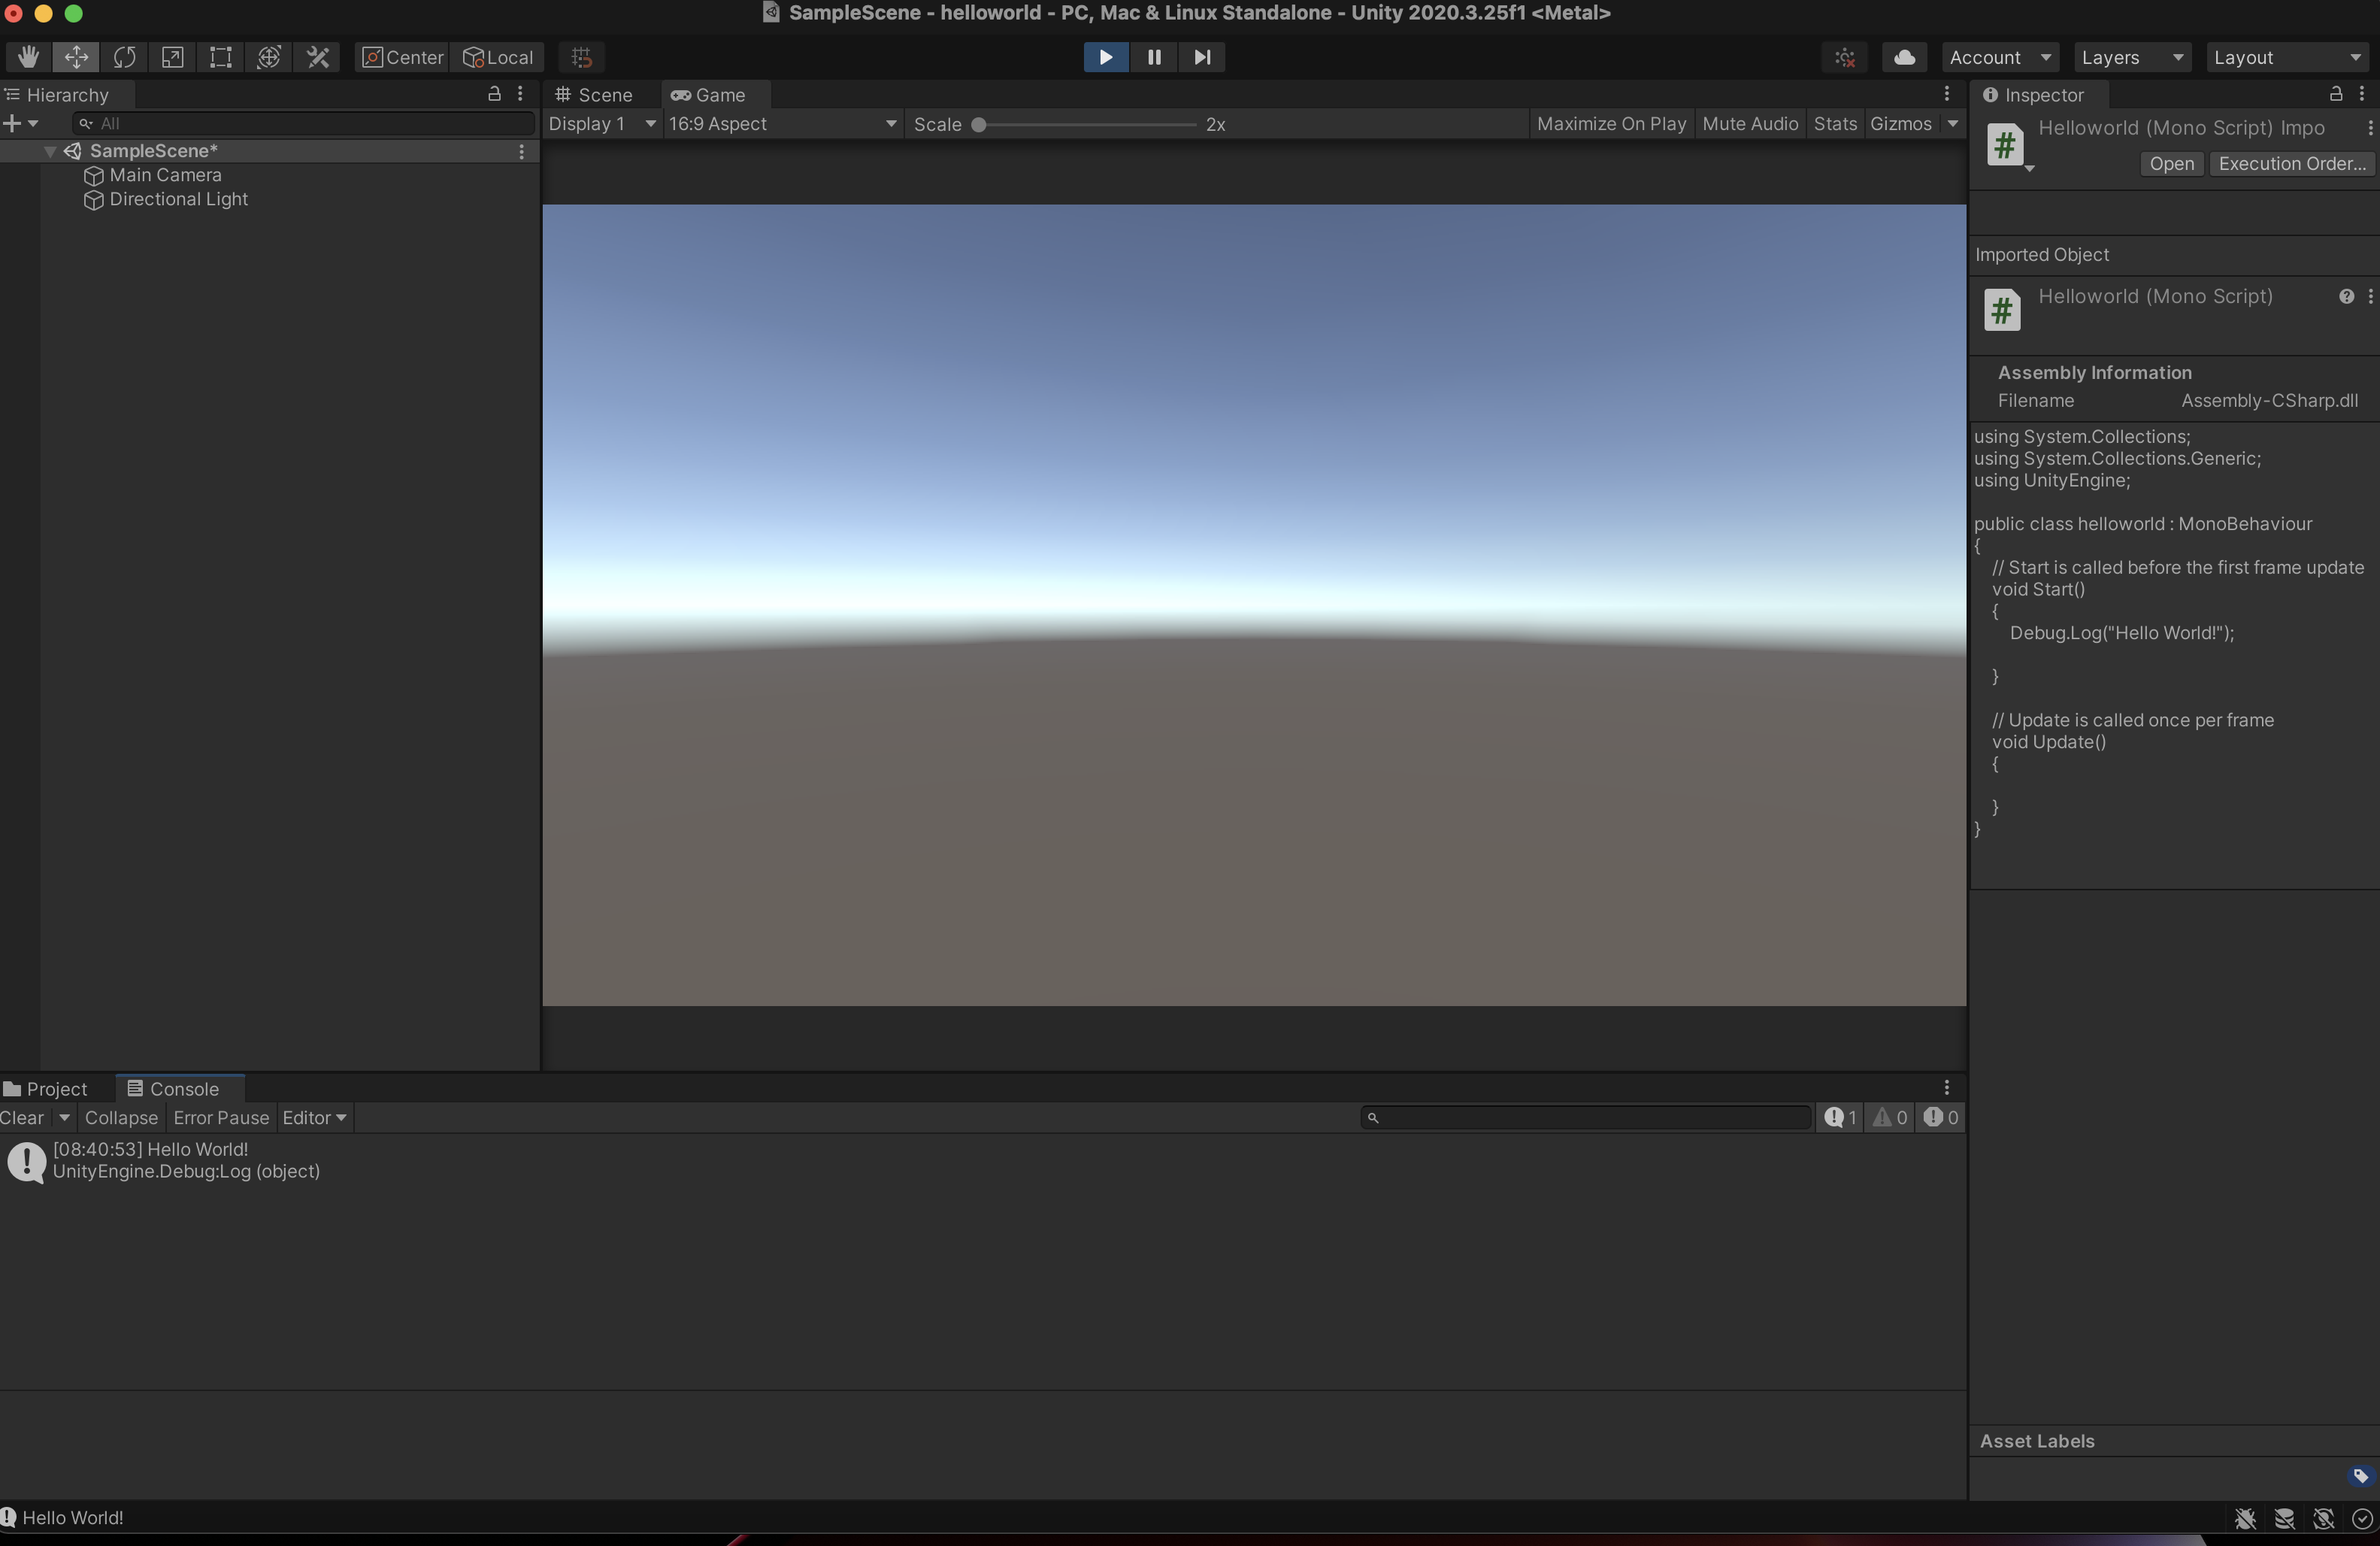 SampleScene - helloworld - PC, Mac & Linux Standalone - Unity 2020.3.25f1 <Metal>
Center Local Account Layers Layout
Hierarchy
All
SampleScene*
Main Camera
Directional Light
Scene Game
Display 1 16:9 Aspect Scale 2x Maximize On Play Mute Audio Stats Gizmos
Inspector
Helloworld (Mono Script) Impo
Open Execution Order...
Imported Object
Helloworld (Mono Script)
Assembly Information
Filename Assembly-CSharp.dll
using System.Collections;
using System.Collections.Generic;
using UnityEngine;
public class helloworld : MonoBehaviour
{
// Start is called before the first frame update
void Start()
{
Debug.Log("Hello World!");
}
// Update is called once per frame
void Update()
{
}
}
Asset Labels
Project Console
Clear Collapse Error Pause Editor 1 0 0
[08:40:53] Hello World!
UnityEngine.Debug:Log (object)
Hello World!